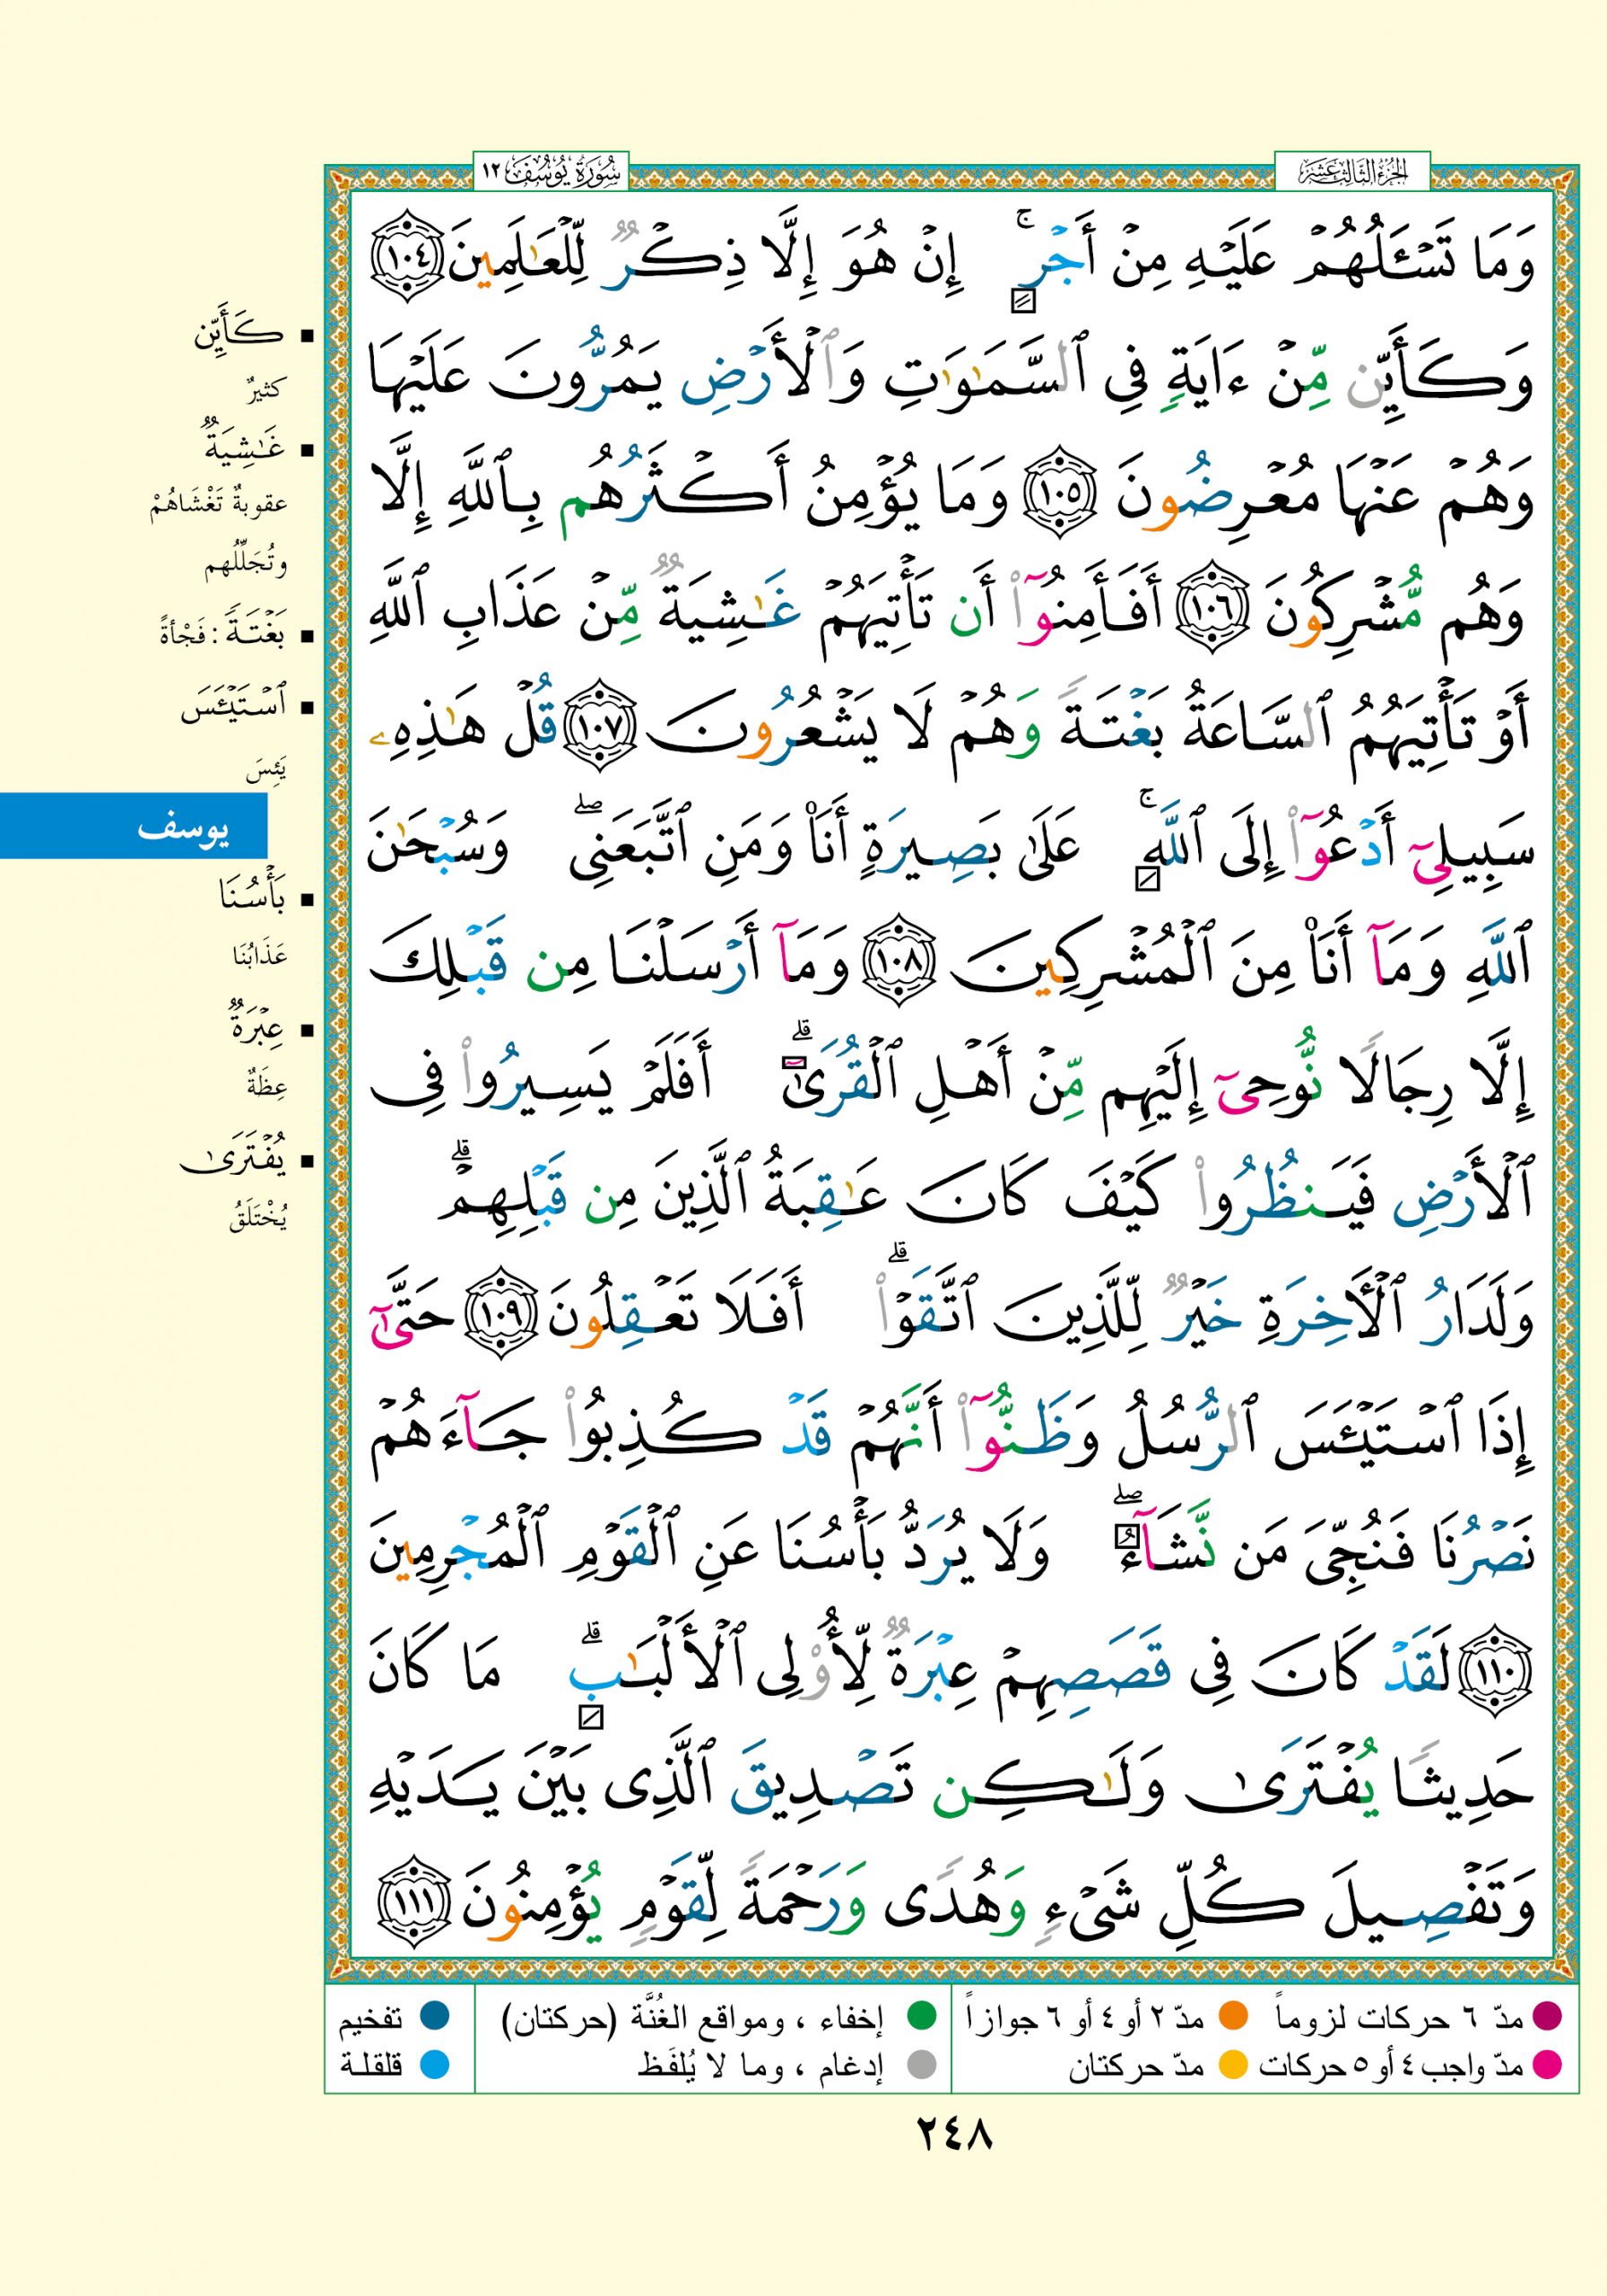 الجزء الثالث عشر
سورة يوسف ١٢
وَمَا تَسْـَٔلُهُمْ عَلَيْهِ مِنْ أَجْرٍ ۚ إِنْ هُوَ إِلَّا ذِكْرٌ لِّلْعَـٰلَمِينَ ١٠٤
وَكَأَيِّن مِّنْ ءَايَةٍ فِى ٱلسَّمَـٰوَٰتِ وَٱلْأَرْضِ يَمُرُّونَ عَلَيْهَا
وَهُمْ عَنْهَا مُعْرِضُونَ ١٠٥ وَمَا يُؤْمِنُ أَكْثَرُهُم بِٱللَّهِ إِلَّا
وَهُم مُّشْرِكُونَ ١٠٦ أَفَأَمِنُوٓا۟ أَن تَأْتِيَهُمْ غَـٰشِيَةٌ مِّنْ عَذَابِ ٱللَّهِ
أَوْ تَأْتِيَهُمُ ٱلسَّاعَةُ بَغْتَةً وَهُمْ لَا يَشْعُرُونَ ١٠٧ قُلْ هَـٰذِهِۦ
سَبِيلِىٓ أَدْعُوٓا۟ إِلَى ٱللَّهِ ۚ عَلَىٰ بَصِيرَةٍ أَنَا۠ وَمَنِ ٱتَّبَعَنِى ۖ وَسُبْحَـٰنَ
ٱللَّهِ وَمَآ أَنَا۠ مِنَ ٱلْمُشْرِكِينَ ١٠٨ وَمَآ أَرْسَلْنَا مِن قَبْلِكَ
إِلَّا رِجَالًا نُّوحِىٓ إِلَيْهِم مِّنْ أَهْلِ ٱلْقُرَىٰٓ ۗ أَفَلَمْ يَسِيرُوا۟ فِى
ٱلْأَرْضِ فَيَنظُرُوا۟ كَيْفَ كَانَ عَـٰقِبَةُ ٱلَّذِينَ مِن قَبْلِهِمْ ۗ
وَلَدَارُ ٱلْـَٔاخِرَةِ خَيْرٌ لِّلَّذِينَ ٱتَّقَوْا۟ ۗ أَفَلَا تَعْقِلُونَ ١٠٩ حَتَّىٰٓ
إِذَا ٱسْتَيْـَٔسَ ٱلرُّسُلُ وَظَنُّوٓا۟ أَنَّهُمْ قَدْ كُذِبُوا۟ جَآءَهُمْ
نَصْرُنَا فَنُجِّىَ مَن نَّشَآءُ ۖ وَلَا يُرَدُّ بَأْسُنَا عَنِ ٱلْقَوْمِ ٱلْمُجْرِمِينَ
١١٠ لَقَدْ كَانَ فِى قَصَصِهِمْ عِبْرَةٌ لِّأُو۟لِى ٱلْأَلْبَـٰبِ ۗ مَا كَانَ
حَدِيثًا يُفْتَرَىٰ وَلَـٰكِن تَصْدِيقَ ٱلَّذِى بَيْنَ يَدَيْهِ
وَتَفْصِيلَ كُلِّ شَىْءٍ وَهُدًى وَرَحْمَةً لِّقَوْمٍ يُؤْمِنُونَ ١١١
▪ كَأَيِّن
كثيرٌ
▪ غَـٰشِيَةٌ
عقوبةٌ تَغْشَاهُمْ
وتُجَلِّلُهم
▪ بَغْتَةً : فَجْأةً
▪ ٱسْتَيْـَٔسَ
يَئِسَ
يوسف
▪ بَأْسُنَا
عَذَابُنَا
▪ عِبْرَةٌ
عِظَةٌ
▪ يُفْتَرَىٰ
يُخْتَلَقُ
مدّ ٦ حركات لزوماً مدّ ٢ أو ٤ أو ٦ جوازاً
مدّ واجب ٤ أو ٥ حركات مدّ حركتان
إخفاء ، ومواقع الغُنَّة (حركتان)
إدغام ، وما لا يُلفَظ
تفخيم
قلقلة
٢٤٨